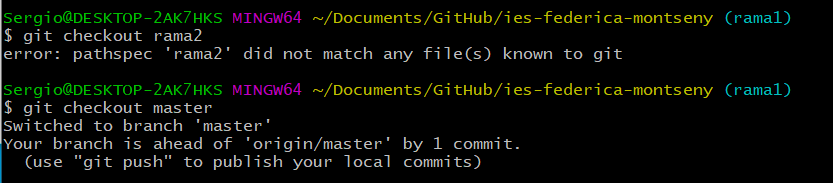 Sergio@DESKTOP-2AK7HKS MINGW64 ~/Documents/GitHub/ies-federica-montseny (rama1)
$ git checkout rama2
error: pathspec 'rama2' did not match any file(s) known to git
Sergio@DESKTOP-2AK7HKS MINGW64 ~/Documents/GitHub/ies-federica-montseny (rama1)
$ git checkout master
Switched to branch 'master'
Your branch is ahead of 'origin/master' by 1 commit.
  (use "git push" to publish your local commits)